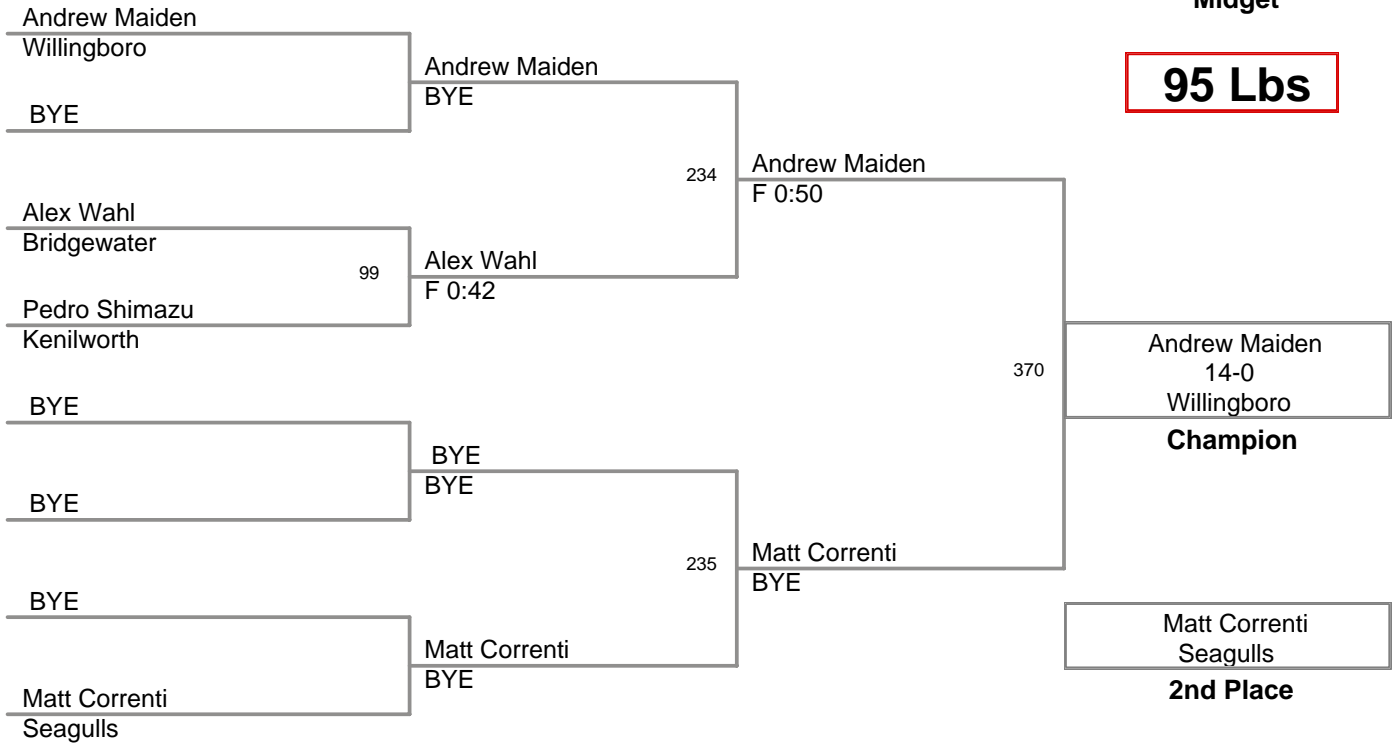 Midget
95 Lbs
Andrew Maiden
Willingboro
BYE
Alex Wahl
Bridgewater
99
Pedro Shimazu
Kenilworth
BYE
BYE
BYE
Matt Correnti
Seagulls
Andrew Maiden
BYE
234
Alex Wahl
F 0:42
BYE
BYE
235
Matt Correnti
BYE
Andrew Maiden
F 0:50
370
Matt Correnti
BYE
Andrew Maiden
14-0
Willingboro
Champion
Matt Correnti
Seagulls
2nd Place